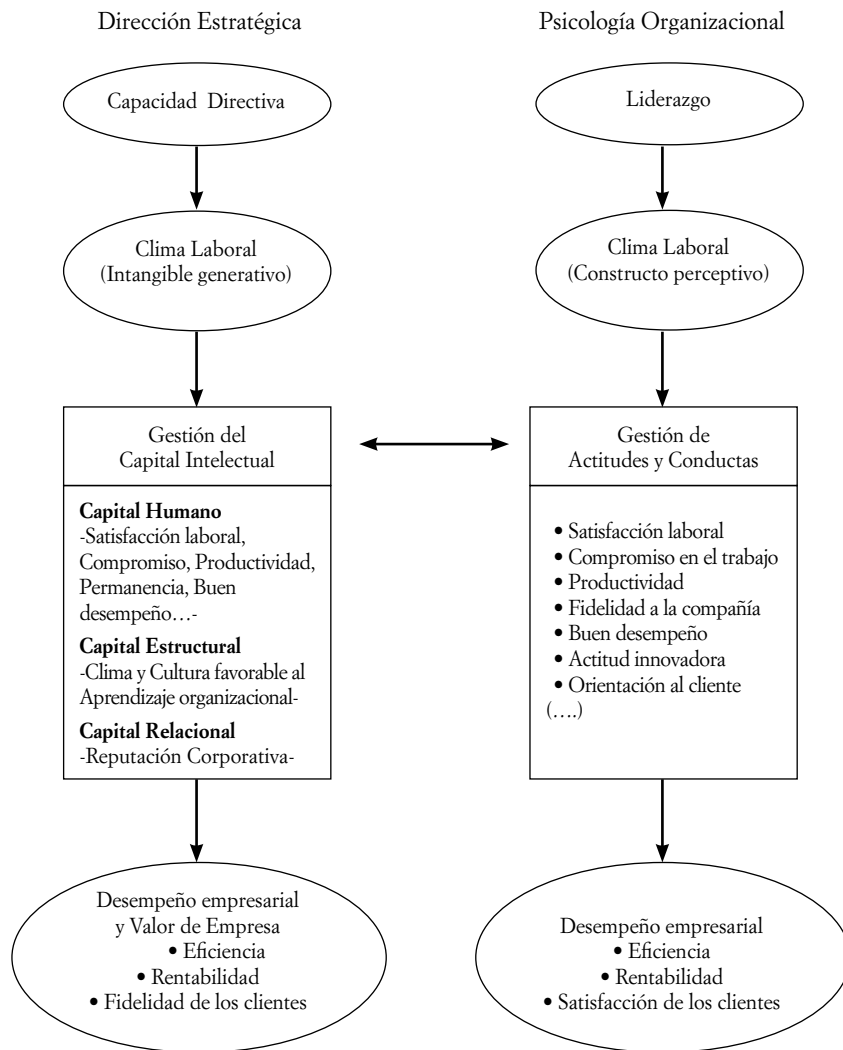 Dirección Estratégica
Capacidad Directiva
Clima Laboral
(Intangible generativo)
Gestión del
Capital Intelectual
Capital Humano
-Satisfacción laboral,
Compromiso, Productividad,
Permanencia, Buen
desempeño…-
Capital Estructural
-Clima y Cultura favorable al
Aprendizaje organizacional-
Capital Relacional
-Reputación Corporativa-
Desempeño empresarial
y Valor de Empresa
• Eficiencia
• Rentabilidad
• Fidelidad de los clientes
Psicología Organizacional
Liderazgo
Clima Laboral
(Constructo perceptivo)
Gestión de
Actitudes y Conductas
• Satisfacción laboral
• Compromiso en el trabajo
• Productividad
• Fidelidad a la compañía
• Buen desempeño
• Actitud innovadora
• Orientación al cliente
(….)
Desempeño empresarial
• Eficiencia
• Rentabilidad
• Satisfacción de los clientes